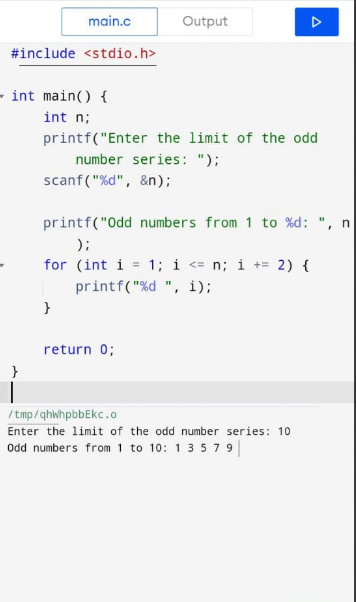 main.c Output
#include <stdio.h>
int main() {
int n;
printf("Enter the limit of the odd
number series: ");
scanf("%d", &n);
printf("Odd numbers from 1 to %d: ", n
);
for (int i = 1; i <= n; i += 2) {
printf("%d ", i);
}
return 0;
}
/tmp/qhWhpbbEkc.o
Enter the limit of the odd number series: 10
Odd numbers from 1 to 10: 1 3 5 7 9